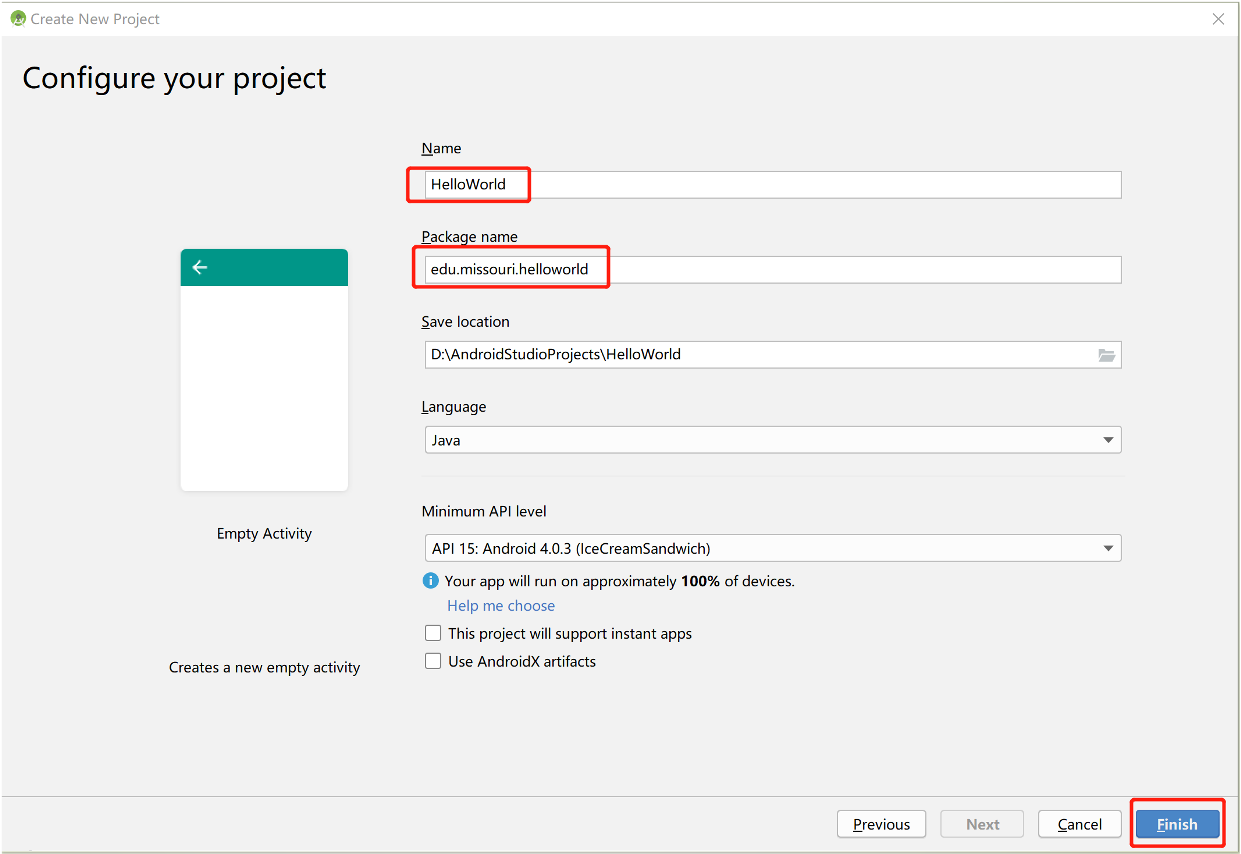 Create New Project
Configure your project
Name
HelloWorld
Package name
edu.missouri.helloworld
Save location
D:\AndroidStudioProjects\HelloWorld
Language
Java
Empty Activity
Minimum API level
API 15: Android 4.0.3 (IceCreamSandwich)
Your app will run on approximately 100% of devices.
Help me choose
This project will support instant apps
Use AndroidX artifacts
Creates a new empty activity
Previous Next Cancel Finish